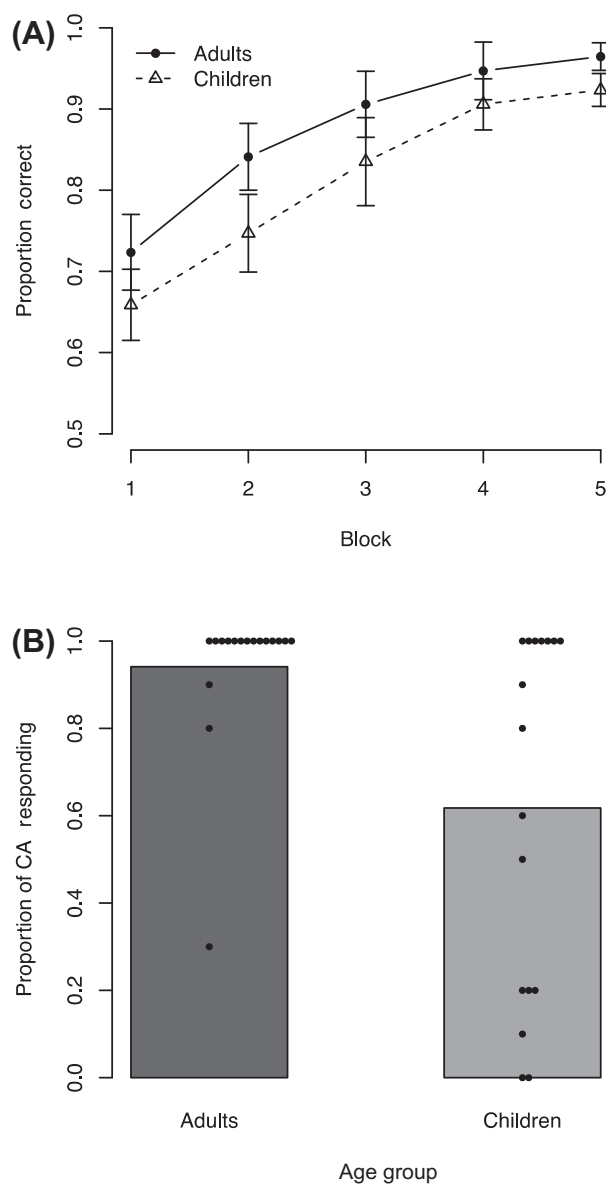 (A)
1.0
0.9
0.8
0.7
0.6
0.5
Proportion correct
Adults
Children
1 2 3 4 5
Block
(B)
1.0
0.8
0.6
0.4
0.2
0.0
Proportion of CA responding
Adults Children
Age group